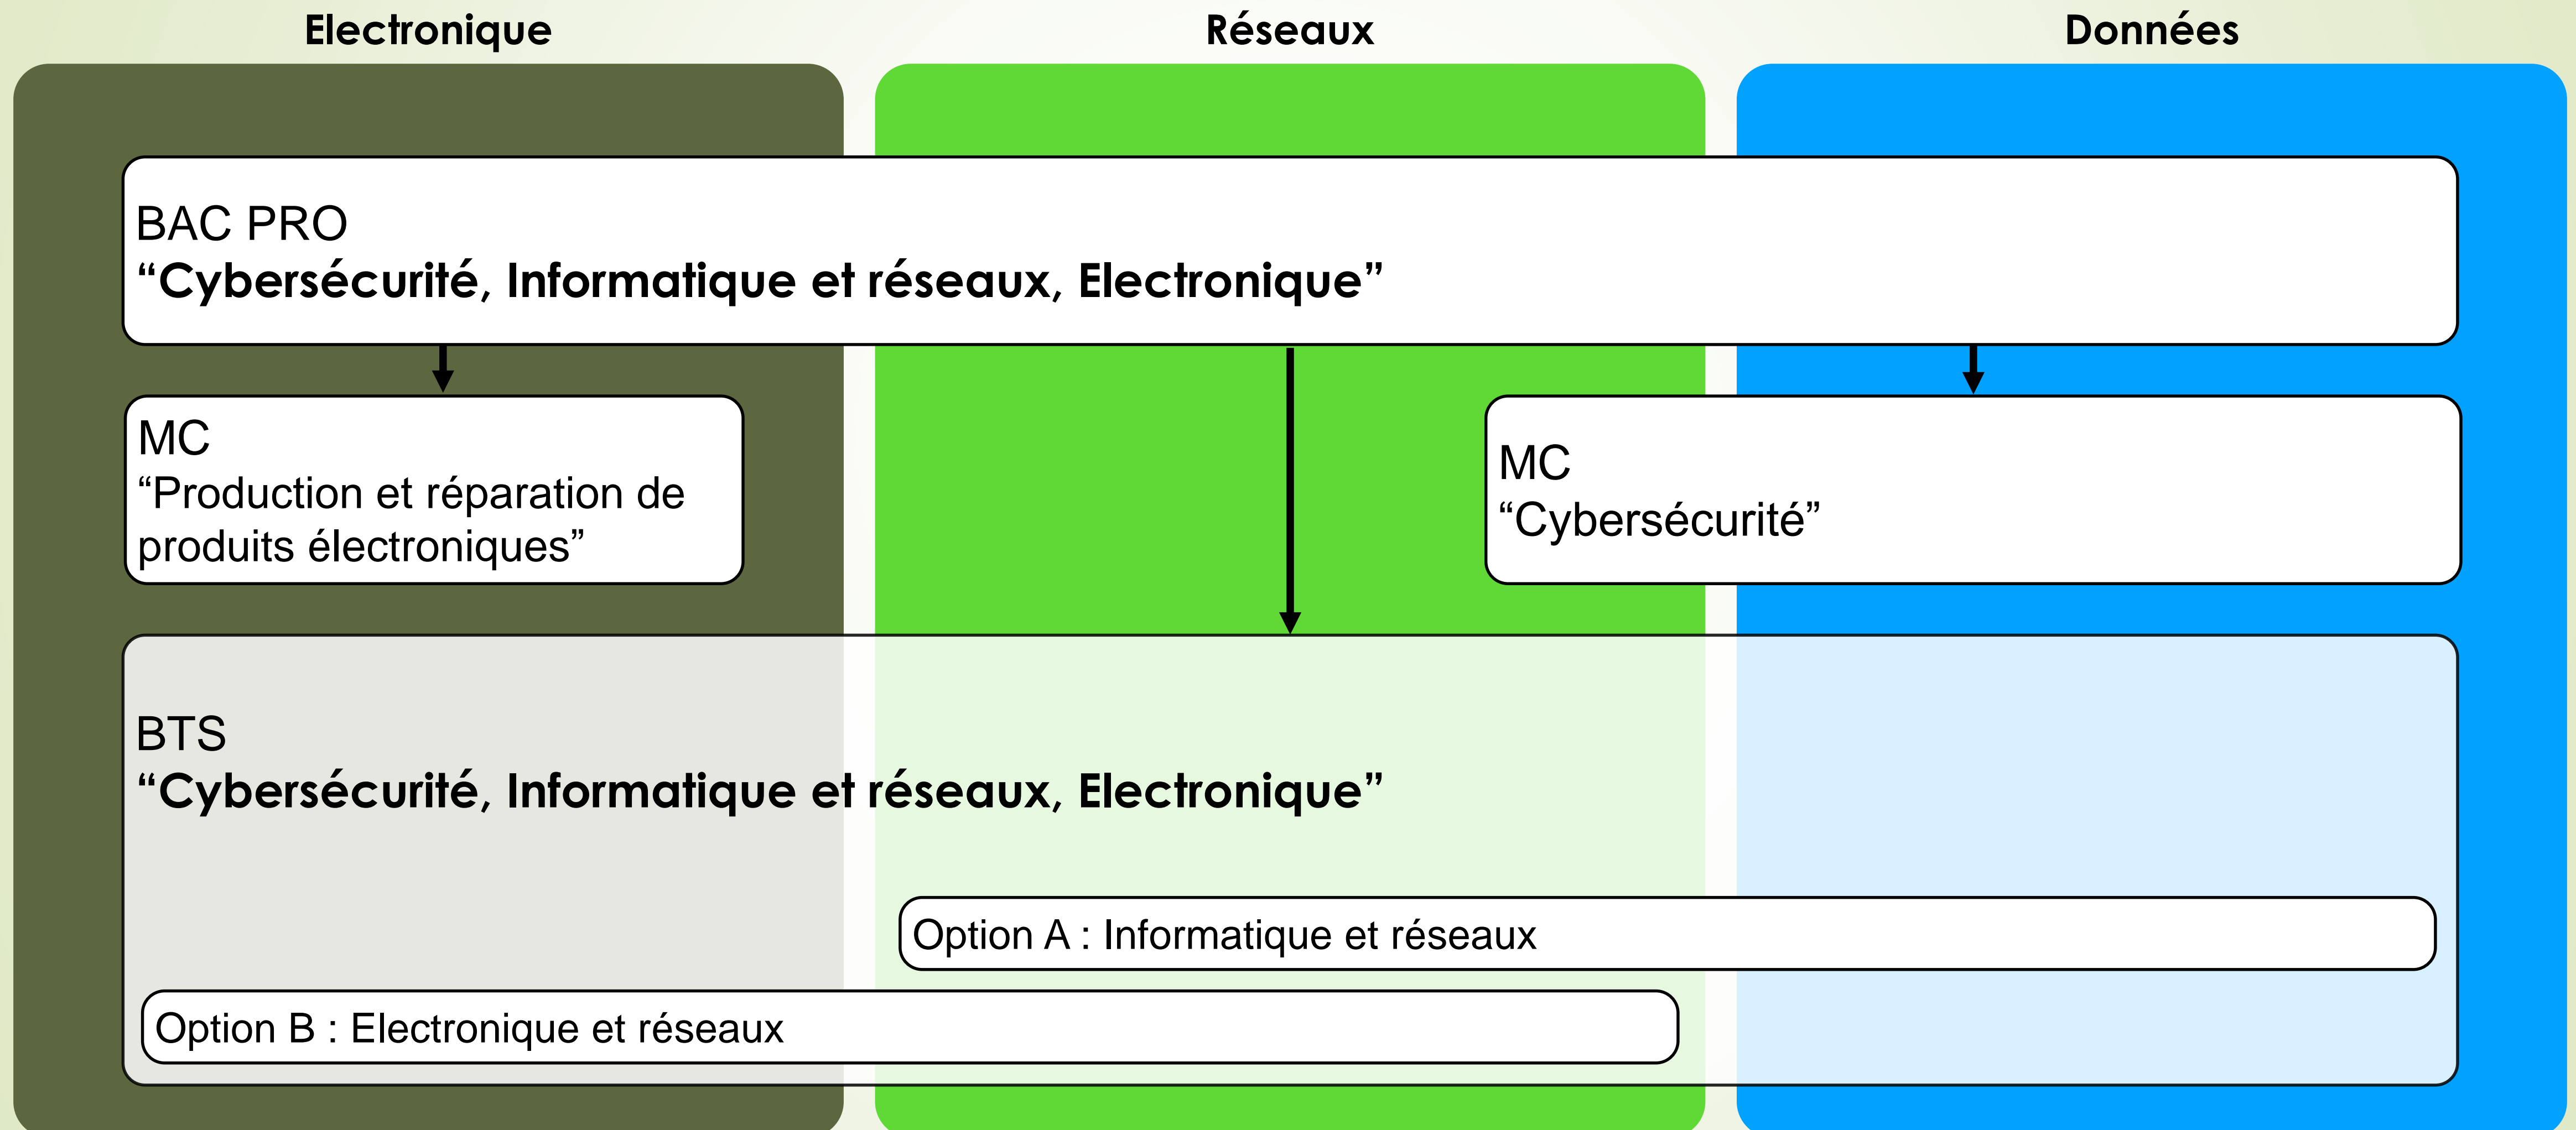 Electronique
Réseaux
Données
BAC PRO
“Cybersécurité, Informatique et réseaux, Electronique”
MC
“Production et réparation de
produits électroniques”
MC
“Cybersécurité”
BTS
“Cybersécurité, Informatique et réseaux, Electronique”
Option A : Informatique et réseaux
Option B : Electronique et réseaux